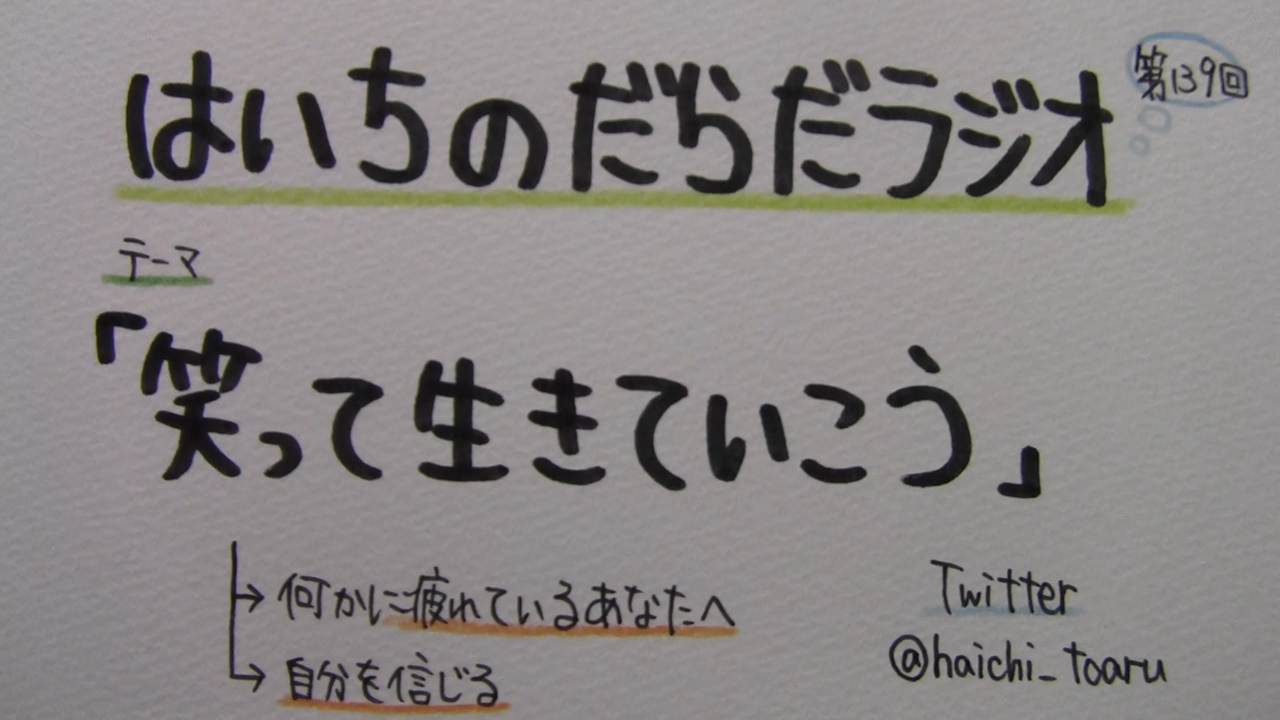 はいちのだらだラジオ
第139回
テーマ
「笑って生きていこう」
何かに疲れているあなたへ
自分を信じる
Twitter
@haichi_toaru